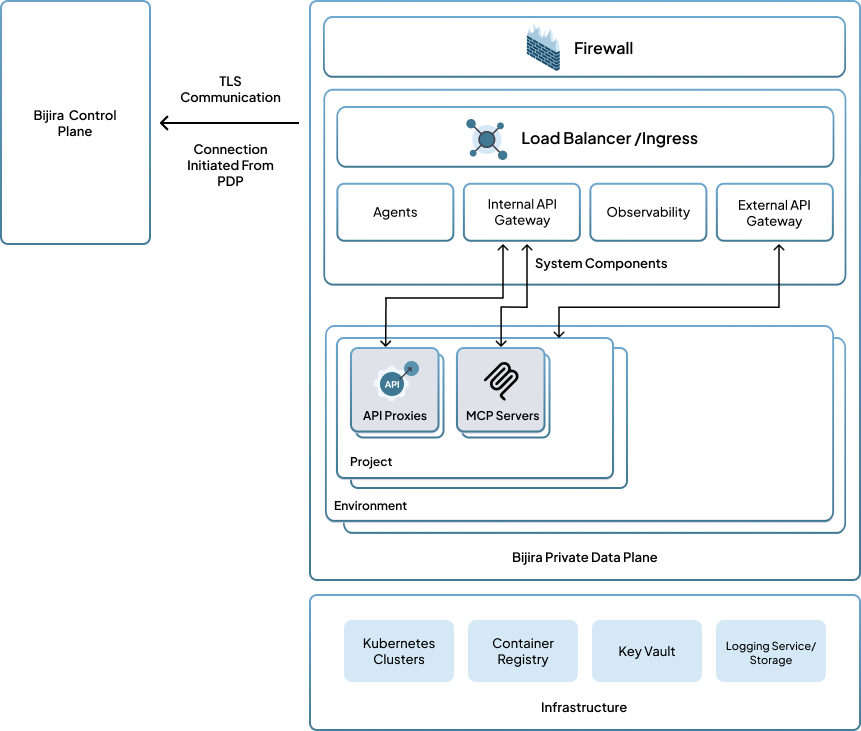 Bijira Control
Plane
TLS
Communication
Connection
Initiated From
PDP
Firewall
Load Balancer /Ingress
Agents
Internal API
Gateway
Observability
External API
Gateway
System Components
API
API Proxies
MCP Servers
Project
Environment
Bijira Private Data Plane
Kubernetes
Clusters
Container
Registry
Key Vault
Logging Service/
Storage
Infrastructure